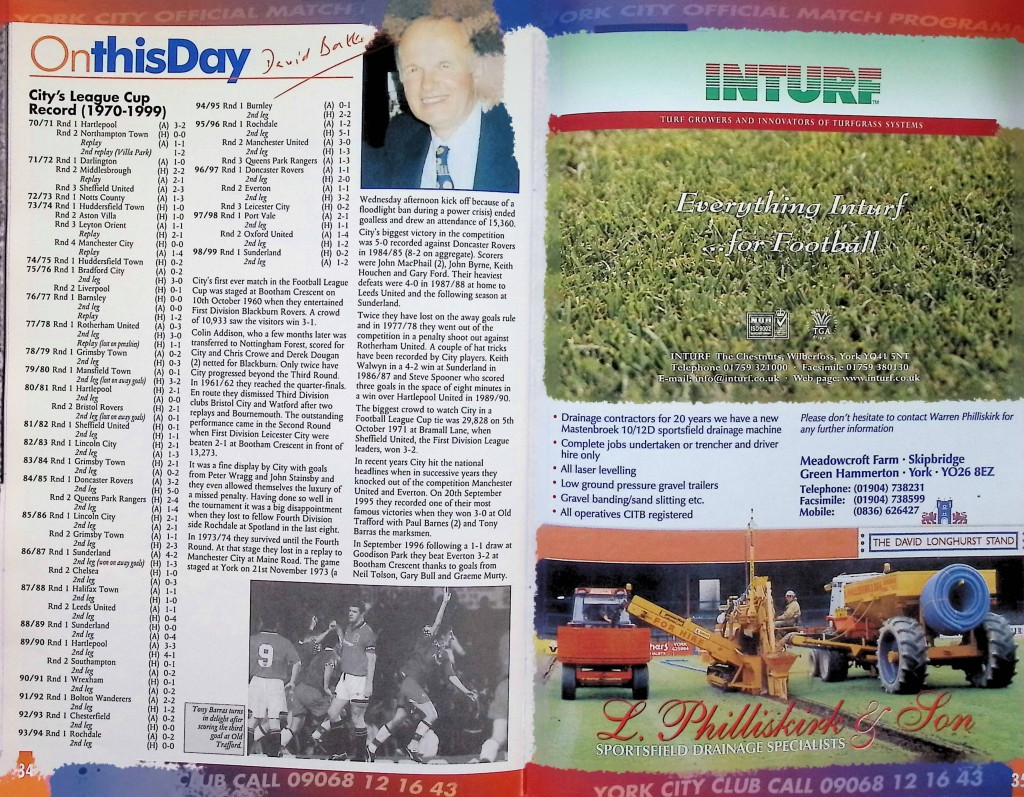 YORK CITY OFFICIAL MATCH
OnthisDay
David Batters
City's League Cup
Record (1970-1999)
70/71 Rnd 1 Hartlepool (A) 3-2
Rnd 2 Northampton Town (H) 0-0
Replay (A) 1-1
2nd replay (Villa Park) 1-2
71/72 Rnd 1 Darlington (A) 1-0
Rnd 2 Middlesbrough (H) 2-2
Replay (A) 2-1
Rnd 3 Sheffield United (A) 2-3
72/73 Rnd 1 Notts County (A) 1-3
73/74 Rnd 1 Huddersfield Town (H) 1-0
Rnd 2 Aston Villa (H) 1-0
Rnd 3 Leyton Orient (A) 1-1
Replay (H) 2-1
Rnd 4 Manchester City (H) 0-0
Replay (A) 1-4
74/75 Rnd 1 Huddersfield Town (H) 0-2
75/76 Rnd 1 Bradford City (A) 0-2
2nd leg (H) 3-0
Rnd 2 Liverpool (H) 0-1
76/77 Rnd 1 Barnsley (H) 0-0
2nd leg (A) 0-0
Replay (H) 1-2
77/78 Rnd 1 Rotherham United (A) 0-3
2nd leg (H) 3-0
Replay (lost on penalties) (H) 1-1
78/79 Rnd 1 Grimsby Town (A) 0-2
2nd leg (H) 0-3
79/80 Rnd 1 Mansfield Town (A) 0-1
2nd leg (lost on away goals) (H) 3-2
80/81 Rnd 1 Hartlepool (H) 2-1
2nd leg (A) 0-0
Rnd 2 Bristol Rovers (H) 2-1
2nd leg (lost on away goals) (A) 0-1
81/82 Rnd 1 Sheffield United (A) 0-1
2nd leg (H) 1-1
82/83 Rnd 1 Lincoln City (H) 2-1
2nd leg (A) 1-3
83/84 Rnd 1 Grimsby Town (H) 2-1
2nd leg (A) 0-2
84/85 Rnd 1 Doncaster Rovers (A) 3-2
2nd leg (H) 5-0
Rnd 2 Queens Park Rangers (H) 2-4
2nd leg (A) 1-4
85/86 Rnd 1 Lincoln City (H) 2-1
2nd leg (A) 2-1
Rnd 2 Grimsby Town (A) 1-1
2nd leg (H) 2-3
86/87 Rnd 1 Sunderland (A) 4-2
2nd leg (won on away goals) (H) 1-3
Rnd 2 Chelsea (H) 1-0
2nd leg (A) 0-3
87/88 Rnd 1 Halifax Town (A) 1-1
2nd leg (H) 1-0
Rnd 2 Leeds United (A) 1-1
2nd leg (H) 0-4
88/89 Rnd 1 Sunderland (H) 0-0
2nd leg (A) 0-4
89/90 Rnd 1 Hartlepool (A) 3-3
2nd leg (H) 4-1
Rnd 2 Southampton (H) 0-1
2nd leg (A) 0-2
90/91 Rnd 1 Wrexham (H) 0-1
2nd leg (A) 0-2
91/92 Rnd 1 Bolton Wanderers (A) 2-2
2nd leg (H) 1-2
92/93 Rnd 1 Chesterfield (A) 0-2
2nd leg (H) 0-0
93/94 Rnd 1 Rochdale (A) 0-2
2nd leg (H) 0-0
94/95 Rnd 1 Burnley (A) 0-1
2nd leg (H) 2-2
95/96 Rnd 1 Rochdale (A) 1-2
2nd leg (H) 5-1
Rnd 2 Manchester United (A) 3-0
2nd leg (H) 1-3
Rnd 3 Queens Park Rangers (A) 1-3
96/97 Rnd 1 Doncaster Rovers (A) 1-1
2nd leg (H) 2-0
Rnd 2 Everton (A) 1-1
2nd leg (H) 3-2
Rnd 3 Leicester City (H) 0-2
97/98 Rnd 1 Port Vale (A) 2-1
2nd leg (H) 1-1
Rnd 2 Oxford United (A) 1-4
2nd leg (H) 1-2
98/99 Rnd 1 Sunderland (H) 0-2
2nd leg (A) 1-2
City's first ever match in the Football League
Cup was staged at Bootham Crescent on
10th October 1960 when they entertained
First Division Blackburn Rovers. A crowd
of 10,933 saw the visitors win 3-1.
Colin Addison, who a few months later was
transferred to Nottingham Forest, scored for
City and Chris Crowe and Derek Dougan
(2) netted for Blackburn. Only twice have
City progressed beyond the Third Round.
In 1961/62 they reached the quarter-finals.
En route they dismissed Third Division
clubs Bristol City and Watford after two
replays and Bournemouth. The outstanding
performance came in the Second Round
when First Division Leicester City were
beaten 2-1 at Bootham Crescent in front of
13,273.
It was a fine display by City with goals
from Peter Wragg and John Stainsby and
they even allowed themselves the luxury of
a missed penalty. Having done so well in
the tournament it was a big disappointment
when they lost to fellow Fourth Division
side Rochdale at Spotland in the last eight.
In 1973/74 they survived until the Fourth
Round. At that stage they lost in a replay to
Manchester City at Maine Road. The game
staged at York on 21st November 1973 (a
Wednesday afternoon kick off because of a
floodlight ban during a power crisis) ended
goalless and drew an attendance of 15,360.
City's biggest victory in the competition
was 5-0 recorded against Doncaster Rovers
in 1984/85 (8-2 on aggregate). Scorers
were John MacPhail (2), John Byrne, Keith
Houchen and Gary Ford. Their heaviest
defeats were 4-0 in 1987/88 at home to
Leeds United and the following season at
Sunderland.
Twice they have lost on the away goals rule
and in 1977/78 they went out of the
competition in a penalty shoot out against
Rotherham United. A couple of hat tricks
have been recorded by City players. Keith
Walwyn in a 4-2 win at Sunderland in
1986/87 and Steve Spooner who scored
three goals in the space of eight minutes in
a win over Hartlepool United in 1989/90.
The biggest crowd to watch City in a
Football League Cup tie was 29,828 on 5th
October 1971 at Bramall Lane, when
Sheffield United, the First Division League
leaders, won 3-2.
In recent years City hit the national
headlines when in successive years they
knocked out of the competition Manchester
United and Everton. On 20th September
1995 they recorded one of their most
famous victories when they won 3-0 at Old
Trafford with Paul Barnes (2) and Tony
Barras the marksmen.
In September 1996 following a 1-1 draw at
Goodison Park they beat Everton 3-2 at
Bootham Crescent thanks to goals from
Neil Tolson, Gary Bull and Graeme Murty.
9
Tony Barras turns
in delight after
scoring the third
goal at Old
Trafford.
34
CLUB CALL 09068 12 16 43
YORK CITY OFFICIAL MATCH PROGRAMME
INTURF
TURF GROWERS AND INNOVATORS OF TURFGRASS SYSTEMS
Everything Inturf
...for Football
ISO9002
TGA
INTURF The Chestnuts, Wilberfoss, York YO41 5NT
Telephone 01759 321000 · Facsimile 01759 380130
E-mail: info@inturf.co.uk · Web page: www.inturf.co.uk
• Drainage contractors for 20 years we have a new
Mastenbroek 10/12D sportsfield drainage machine
• Complete jobs undertaken or trencher and driver
hire only
• All laser levelling
• Low ground pressure gravel trailers
• Gravel banding/sand slitting etc.
• All operatives CITB registered
Please don't hesitate to contact Warren Philliskirk for
any further information
Meadowcroft Farm · Skipbridge
Green Hammerton · York · YO26 8EZ
Telephone: (01904) 738231
Facsimile: (01904) 738599
Mobile: (0836) 626427
THE DAVID LONGHURST STAND
FOR HIRE
L. Philliskirk & Son
SPORTSFIELD DRAINAGE SPECIALISTS
YORK CITY CLUB CALL 09068 12 16 43
35